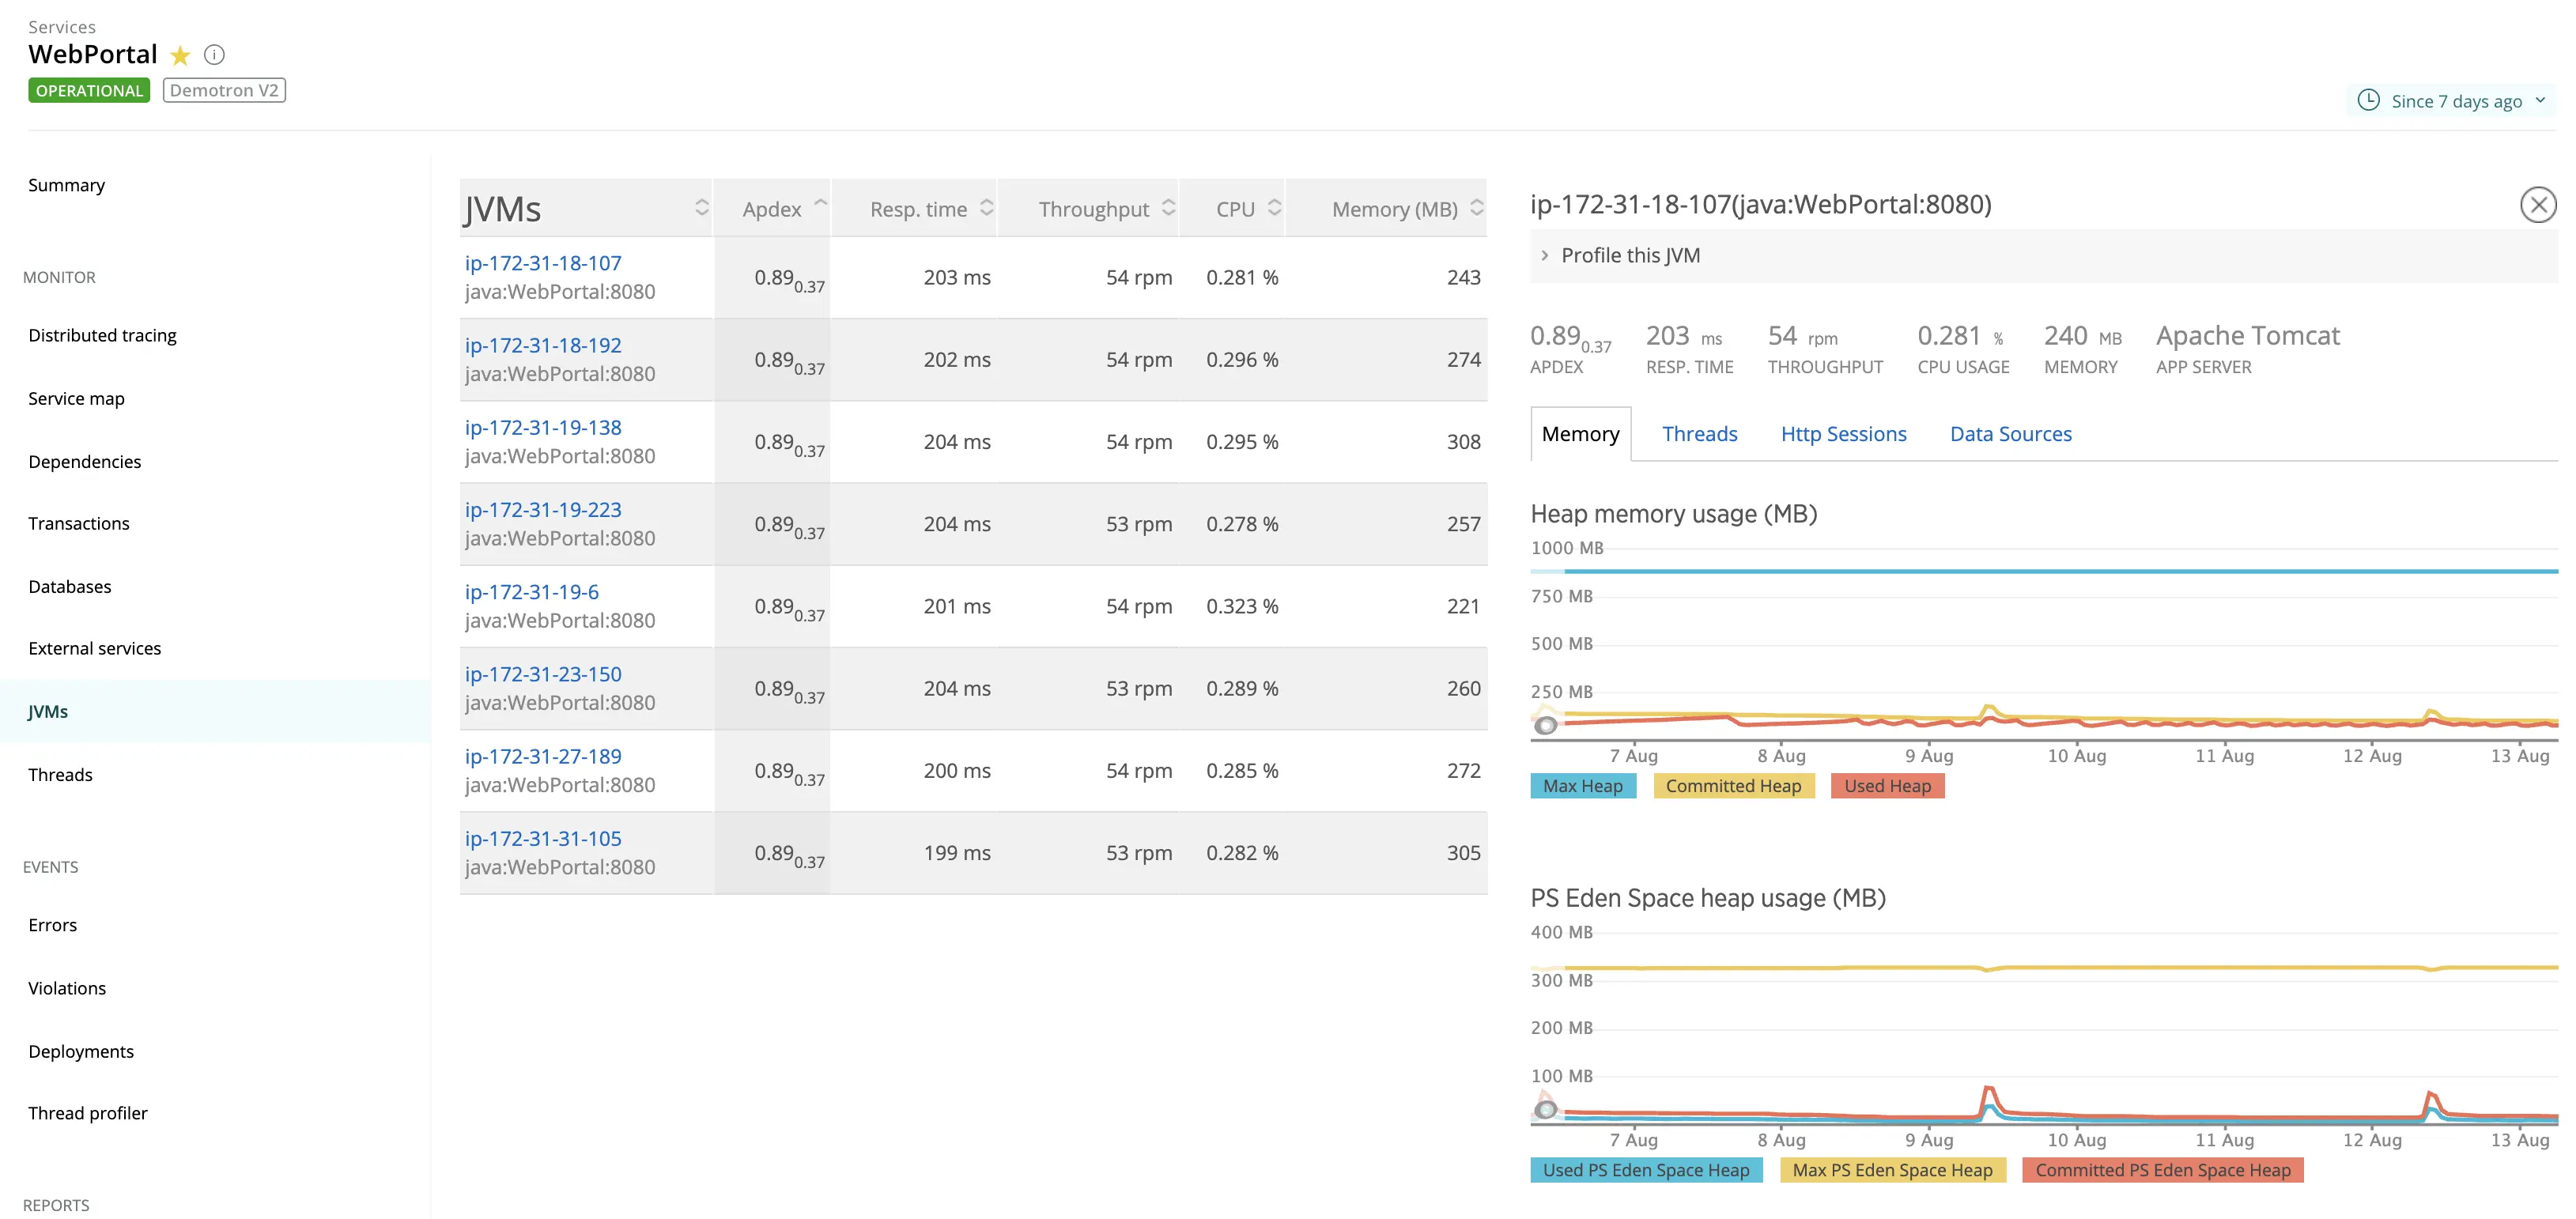 Services
WebPortal
OPERATIONAL Demotron V2
Since 7 days ago
Summary
MONITOR
Distributed tracing
Service map
Dependencies
Transactions
Databases
External services
JVMs
Threads
EVENTS
Errors
Violations
Deployments
Thread profiler
REPORTS
JVMs Apdex Resp. time Throughput CPU Memory (MB)
ip-172-31-18-107
java:WebPortal:8080
0.89 0.37 203 ms 54 rpm 0.281 % 243
ip-172-31-18-192
java:WebPortal:8080
0.89 0.37 202 ms 54 rpm 0.296 % 274
ip-172-31-19-138
java:WebPortal:8080
0.89 0.37 204 ms 54 rpm 0.295 % 308
ip-172-31-19-223
java:WebPortal:8080
0.89 0.37 204 ms 53 rpm 0.278 % 257
ip-172-31-19-6
java:WebPortal:8080
0.89 0.37 201 ms 54 rpm 0.323 % 221
ip-172-31-23-150
java:WebPortal:8080
0.89 0.37 204 ms 53 rpm 0.289 % 260
ip-172-31-27-189
java:WebPortal:8080
0.89 0.37 200 ms 54 rpm 0.285 % 272
ip-172-31-31-105
java:WebPortal:8080
0.89 0.37 199 ms 53 rpm 0.282 % 305
ip-172-31-18-107(java:WebPortal:8080)
Profile this JVM
0.89 0.37 203 ms 54 rpm 0.281 % 240 MB Apache Tomcat
APDEX RESP. TIME THROUGHPUT CPU USAGE MEMORY APP SERVER
Memory Threads Http Sessions Data Sources
Heap memory usage (MB)
1000 MB
750 MB
500 MB
250 MB
7 Aug 8 Aug 9 Aug 10 Aug 11 Aug 12 Aug 13 Aug
Max Heap Committed Heap Used Heap
PS Eden Space heap usage (MB)
400 MB
300 MB
200 MB
100 MB
7 Aug 8 Aug 9 Aug 10 Aug 11 Aug 12 Aug 13 Aug
Used PS Eden Space Heap Max PS Eden Space Heap Committed PS Eden Space Heap